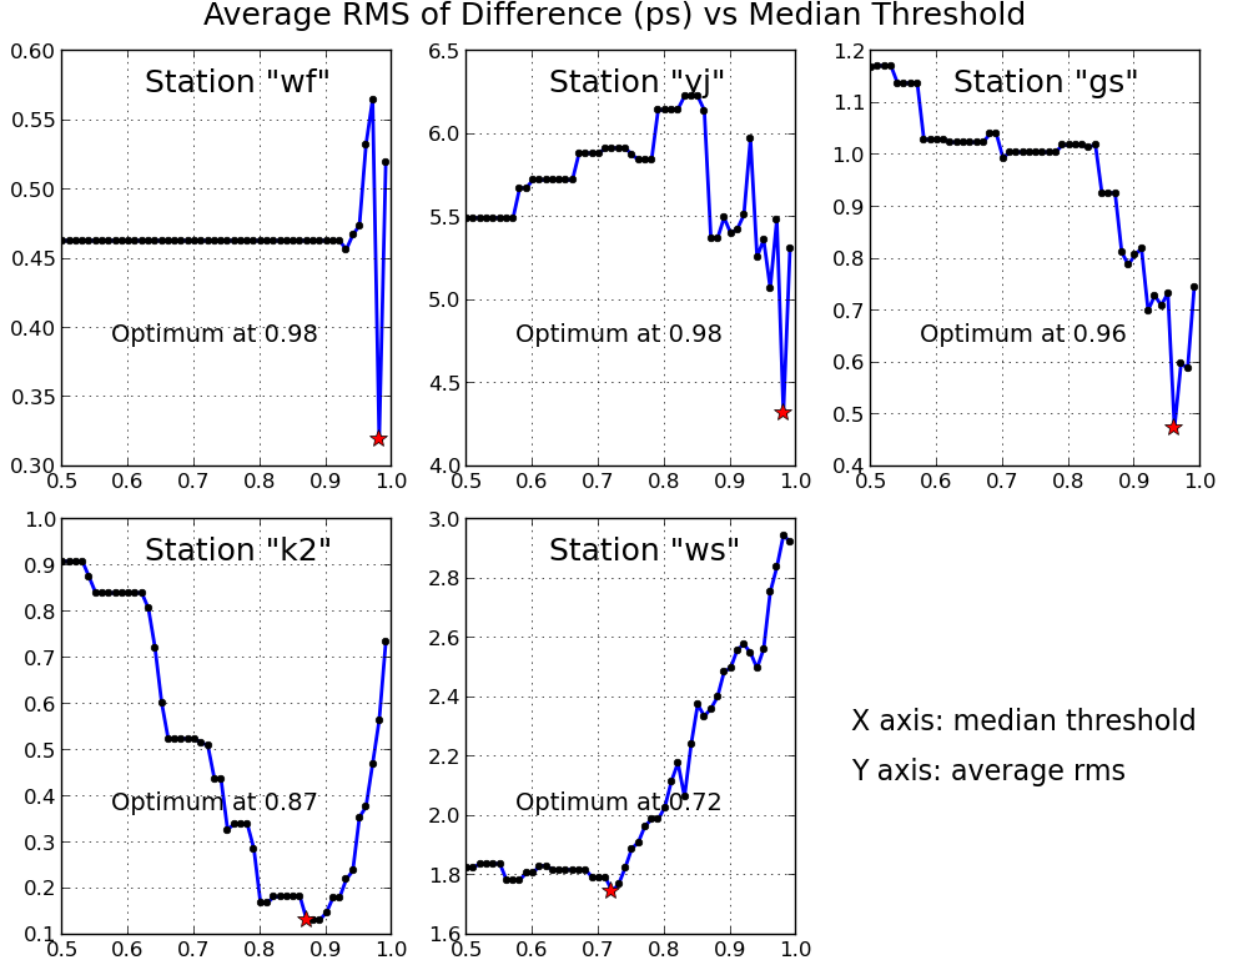 Average RMS of Difference (ps) vs Median Threshold
Station "wf"
0.60
0.55
0.50
0.45
0.40
0.35
0.30
Optimum at 0.98
0.5 0.6 0.7 0.8 0.9 1.0
Station "vj"
6.5
6.0
5.5
5.0
4.5
4.0
Optimum at 0.98
0.5 0.6 0.7 0.8 0.9 1.0
Station "gs"
1.2
1.1
1.0
0.9
0.8
0.7
0.6
0.5
0.4
Optimum at 0.96
0.5 0.6 0.7 0.8 0.9 1.0
Station "k2"
1.0
0.9
0.8
0.7
0.6
0.5
0.4
0.3
0.2
0.1
Optimum at 0.87
0.5 0.6 0.7 0.8 0.9 1.0
Station "ws"
3.0
2.8
2.6
2.4
2.2
2.0
1.8
1.6
Optimum at 0.72
0.5 0.6 0.7 0.8 0.9 1.0
X axis: median threshold
Y axis: average rms